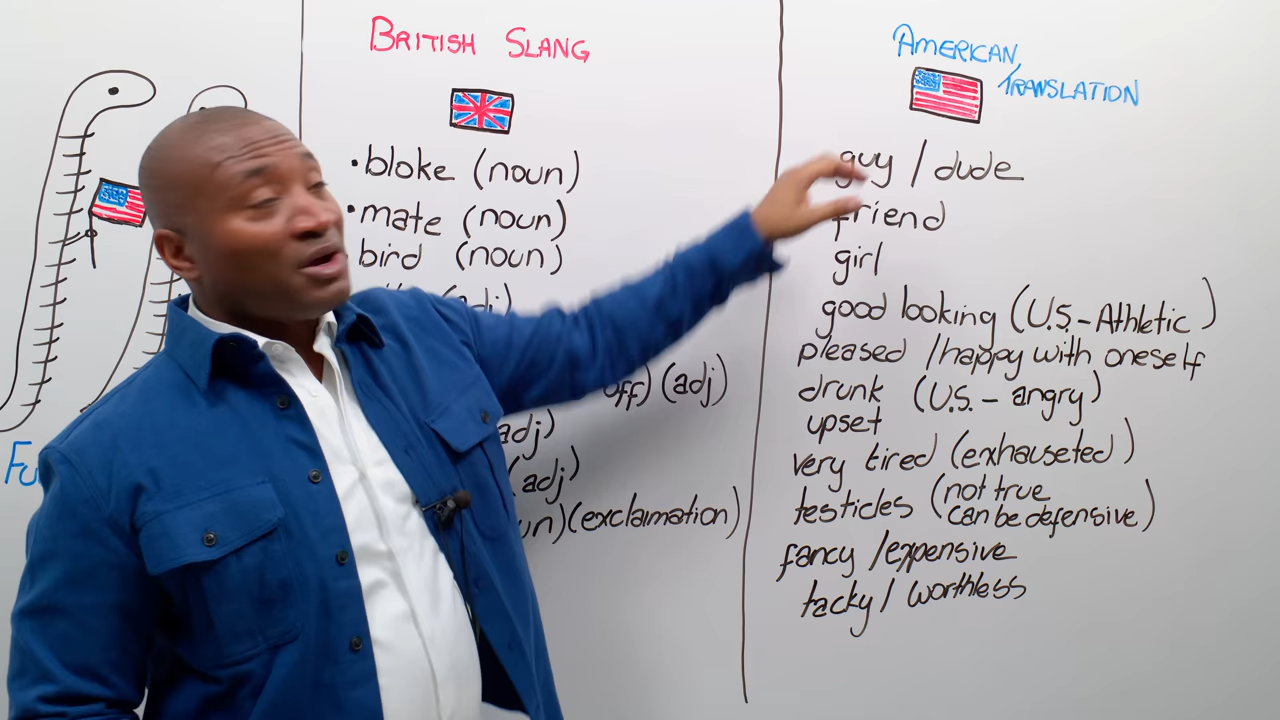 BRITISH SLANG
• bloke (noun)
• mate (noun)
bird (noun)
(adj)
off) (adj)
adj)
(adj)
un) (exclamation)
AMERICAN
TRANSLATION
guy / dude
friend
girl
good looking (U.S. - Athletic)
pleased / happy with oneself
drunk (U.S. - angry)
upset
very tired (exhauseted)
testicles (not true
can be defensive)
fancy / expensive
tacky / worthless
Fu